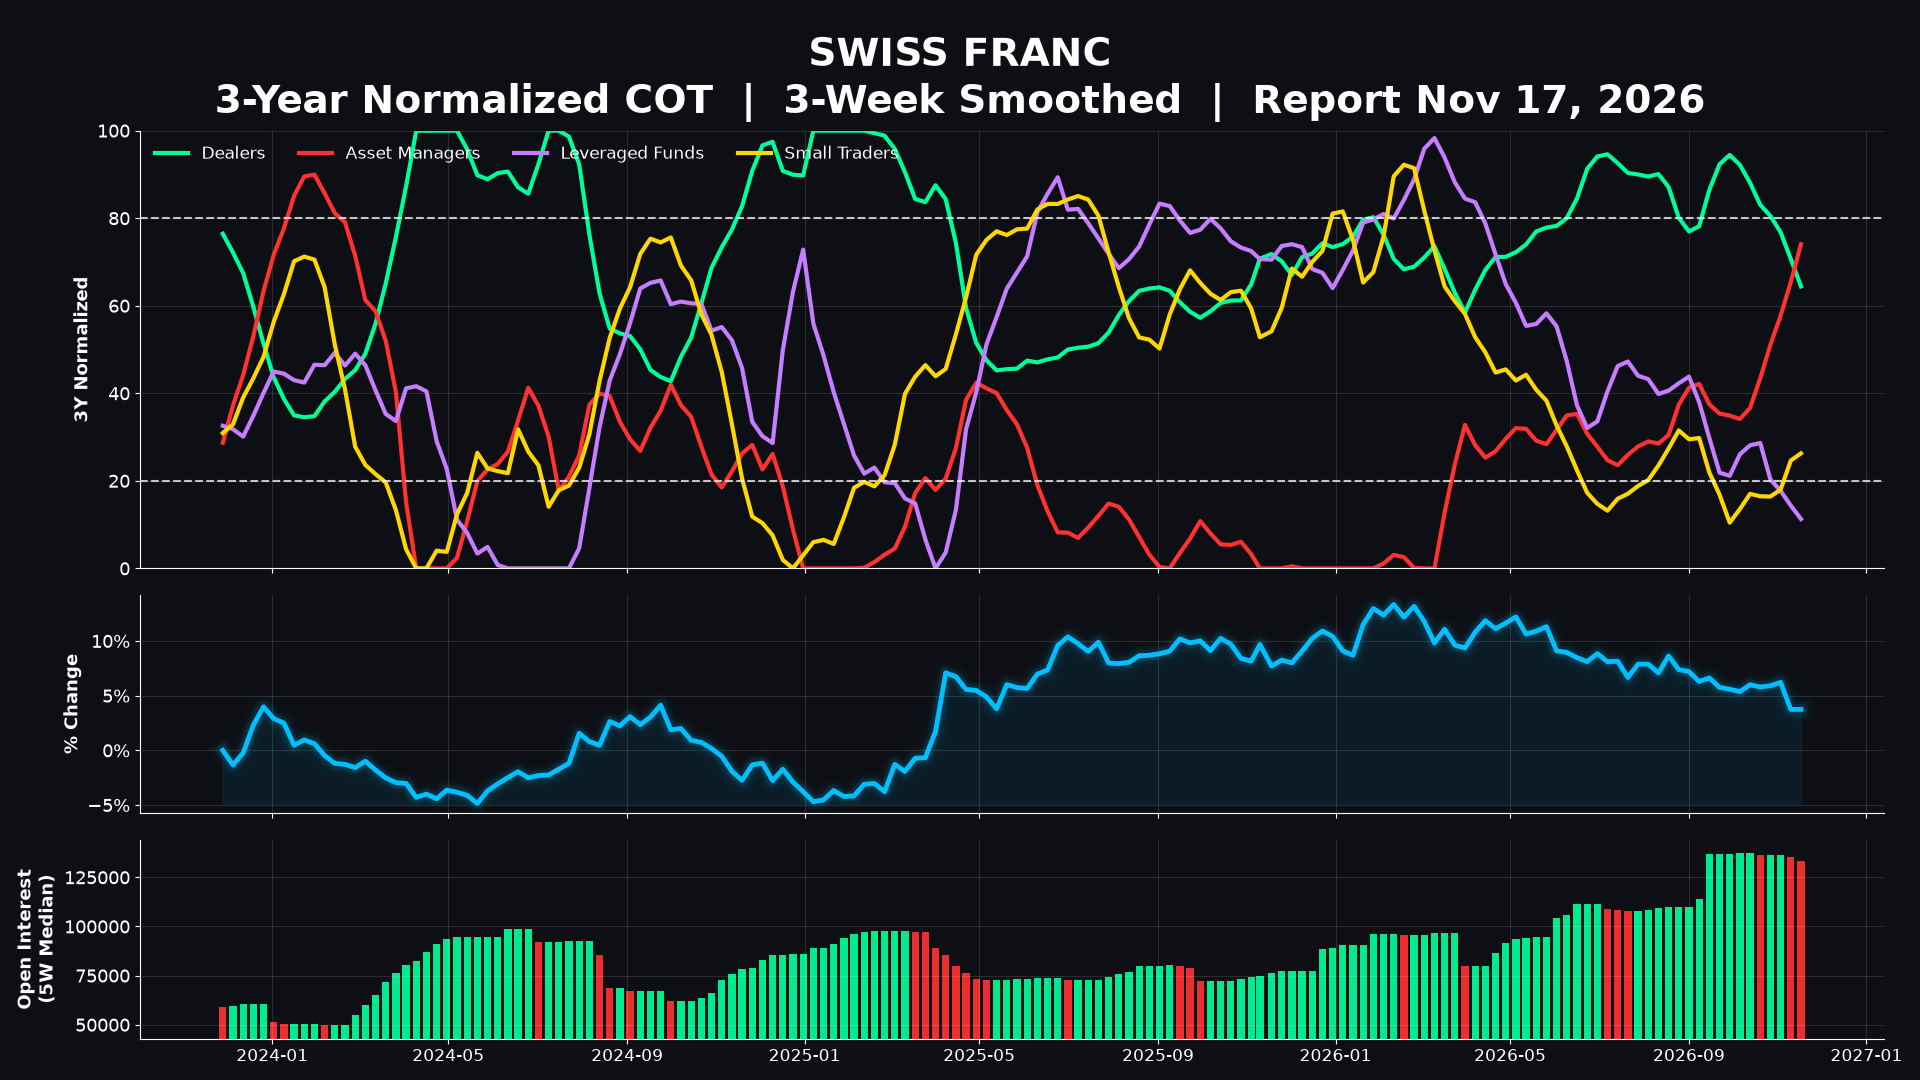 SWISS FRANC
3-Year Normalized COT | 3-Week Smoothed | Report Nov 17, 2026
Dealers
Asset Managers
Leveraged Funds
Small Traders
3Y Normalized
100
80
60
40
20
0
% Change
10%
5%
0%
−5%
Open Interest
(5W Median)
125000
100000
75000
50000
2024-01
2024-05
2024-09
2025-01
2025-05
2025-09
2026-01
2026-05
2026-09
2027-01